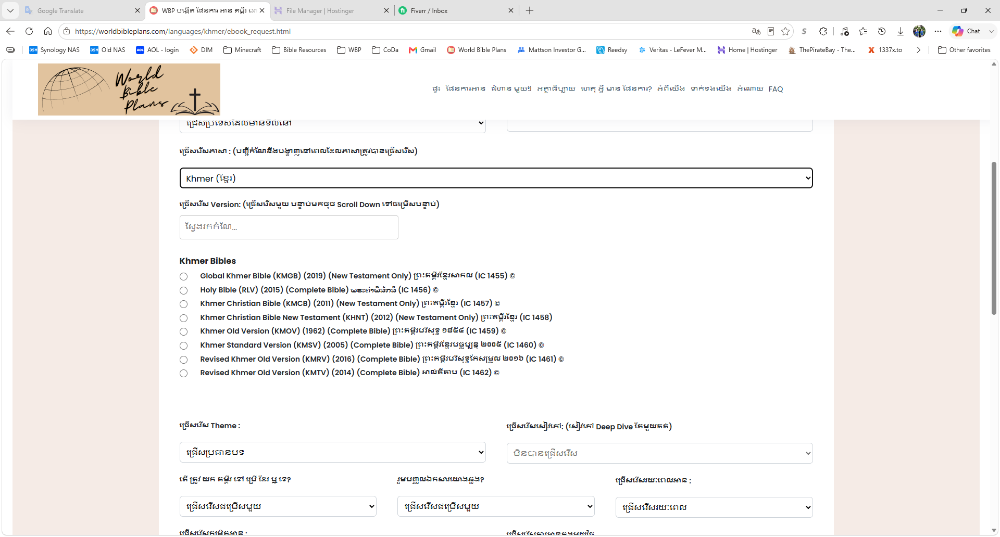 Google Translate
WBP បង្កើត ផែនការ អាន គម្ពីរ
File Manager | Hostinger
Fiverr / Inbox
https://worldbibleplans.com/languages/khmer/ebook_request.html
Chat
Synology NAS
Old NAS
AOL - login
DIM
Minecraft
Bible Resources
WBP
CoDa
Gmail
World Bible Plans
Mattson Investor G...
Reedsy
Veritas - LeFever M...
Home | Hostinger
ThePirateBay - The...
1337x.to
Other favorites
World
Bible
Plans
ផ្ទះ ផែនការអាន ជំហាន មួយៗ អត្ថាធិប្បាយ ហេតុ អ្វី មាន ផែនការ? អំពីយើង ទាក់ទងយើង អំណោយ FAQ
ជ្រើសប្រទេសដែលមានទីលំនៅ
ជ្រើសរើសភាសា : (បញ្ជីកំណែនឹងបង្ហាញនៅពេលដែលភាសាត្រូវបានជ្រើសរើស)
Khmer (ខ្មែរ)
ជ្រើសរើស Version: (ជ្រើសរើសមួយ បន្ទាប់មកចុច Scroll Down ទៅជម្រើសបន្ទាប់)
ស្វែងរកកំណែ...
Khmer Bibles
Global Khmer Bible (KMGB) (2019) (New Testament Only) ព្រះគម្ពីរខ្មែរសាកល (IC 1455) ©
Holy Bible (RLV) (2015) (Complete Bible) (IC 1456) ©
Khmer Christian Bible (KMCB) (2011) (New Testament Only) ព្រះគម្ពីរខ្មែរ (IC 1457) ©
Khmer Christian Bible New Testament (KHNT) (2012) (New Testament Only) ព្រះគម្ពីរខ្មែរ (IC 1458)
Khmer Old Version (KMOV) (1962) (Complete Bible) ព្រះគម្ពីរបរិសុទ្ធ ១៩៥៤ (IC 1459) ©
Khmer Standard Version (KMSV) (2005) (Complete Bible) ព្រះគម្ពីរខ្មែរបច្ចុប្បន្ន ២០០៥ (IC 1460) ©
Revised Khmer Old Version (KMRV) (2016) (Complete Bible) ព្រះគម្ពីរបរិសុទ្ធកែសម្រួល ២០១៦ (IC 1461) ©
Revised Khmer Old Version (KMTV) (2014) (Complete Bible) អាល់គីតាប (IC 1462) ©
ជ្រើសរើស Theme :
ជ្រើសរើសសៀវភៅ: (សៀវភៅ Deep Dive តែមួយគត់)
ជ្រើសប្រធានបទ
មិនបានជ្រើសរើស
តើ ត្រូវ យក គម្ពីរ ទៅ ប្រើ ដែរ ឬ ទេ?
រួមបញ្ចូលឯកសារយោងឆ្លង?
ជ្រើសរើសរយៈពេលអាន :
ជ្រើសរើសជម្រើសមួយ
ជ្រើសរើសជម្រើសមួយ
ជ្រើសរើសរយៈពេល
ជ្រើសរើសកម្រិតអាន :